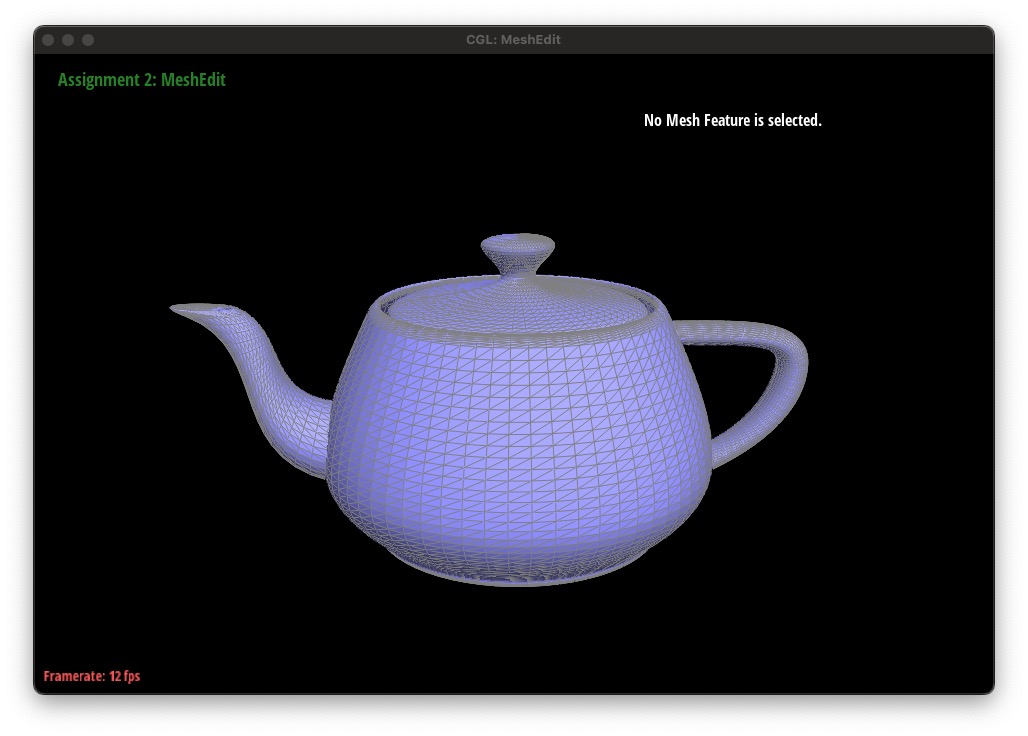 CGL: MeshEdit
Assignment 2: MeshEdit
No Mesh Feature is selected.
Framerate: 12 fps